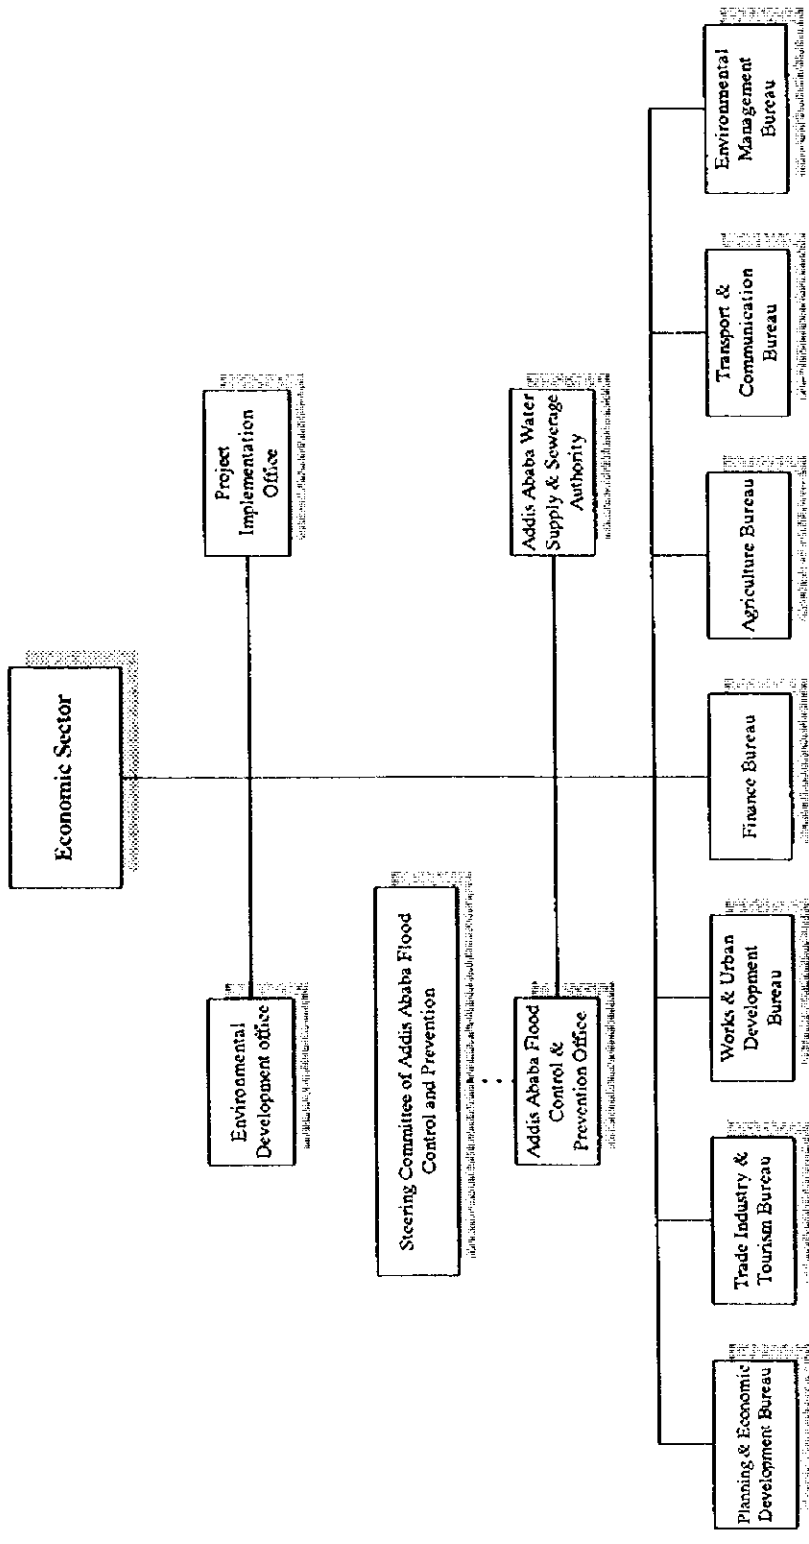 Economic Sector
Environmental
Development office
Project
Implementation
Office
Steering Committee of Addis Ababa Flood
Control and Prevention
Addis Ababa Flood
Control &
Prevention Office
Addis Ababa Water
Supply & Sewerage
Authority
Planning & Economic
Development Bureau
Trade Industry &
Tourism Bureau
Works & Urban
Development
Bureau
Finance Bureau
Agriculture Bureau
Transport &
Communication
Bureau
Environmental
Management
Bureau